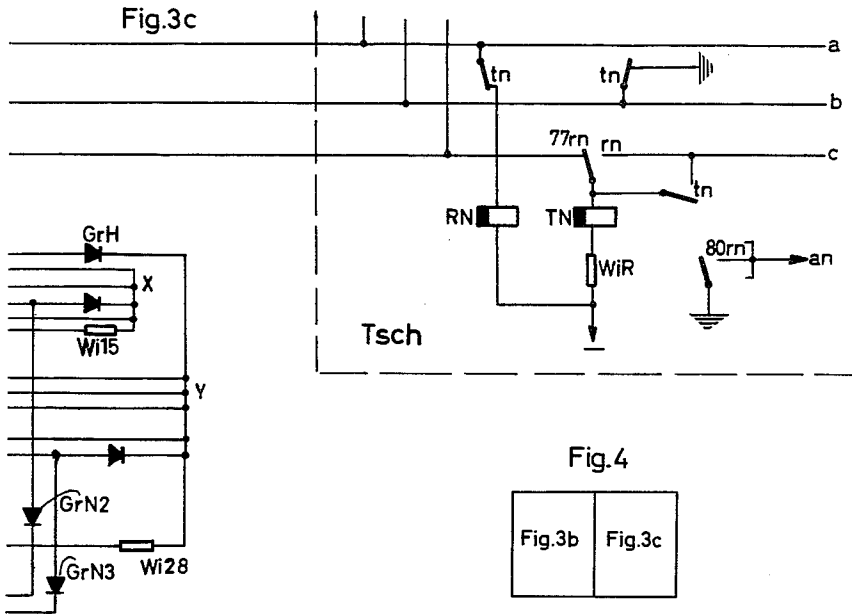 Fig.3c
a
tn
tn
b
77rn
rn
c
tn
RN
TN
GrH
80rn
an
X
WiR
Wi15
Tsch
Y
Fig.4
GrN2
Fig.3b
Fig.3c
Wi28
GrN3